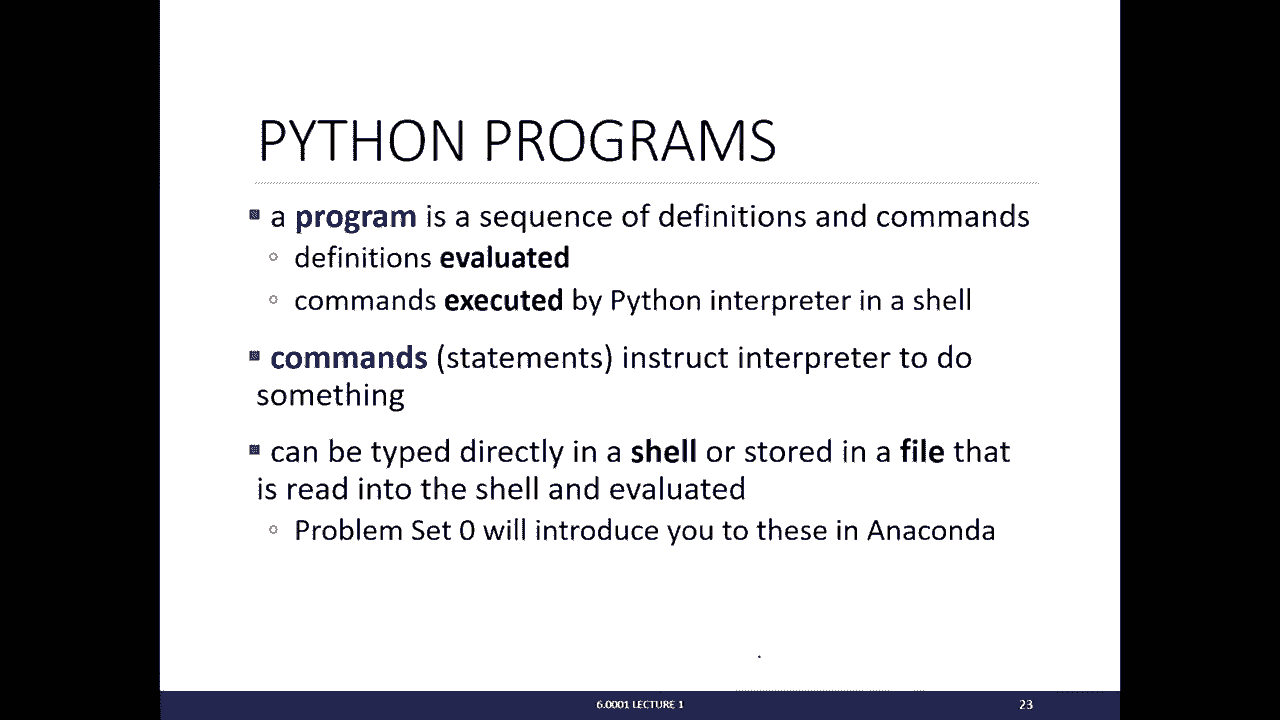 PYTHON PROGRAMS
▪ a program is a sequence of definitions and commands
◦ definitions evaluated
◦ commands executed by Python interpreter in a shell
▪ commands (statements) instruct interpreter to do
something
▪ can be typed directly in a shell or stored in a file that
is read into the shell and evaluated
◦ Problem Set 0 will introduce you to these in Anaconda
6.0001 LECTURE 1
23